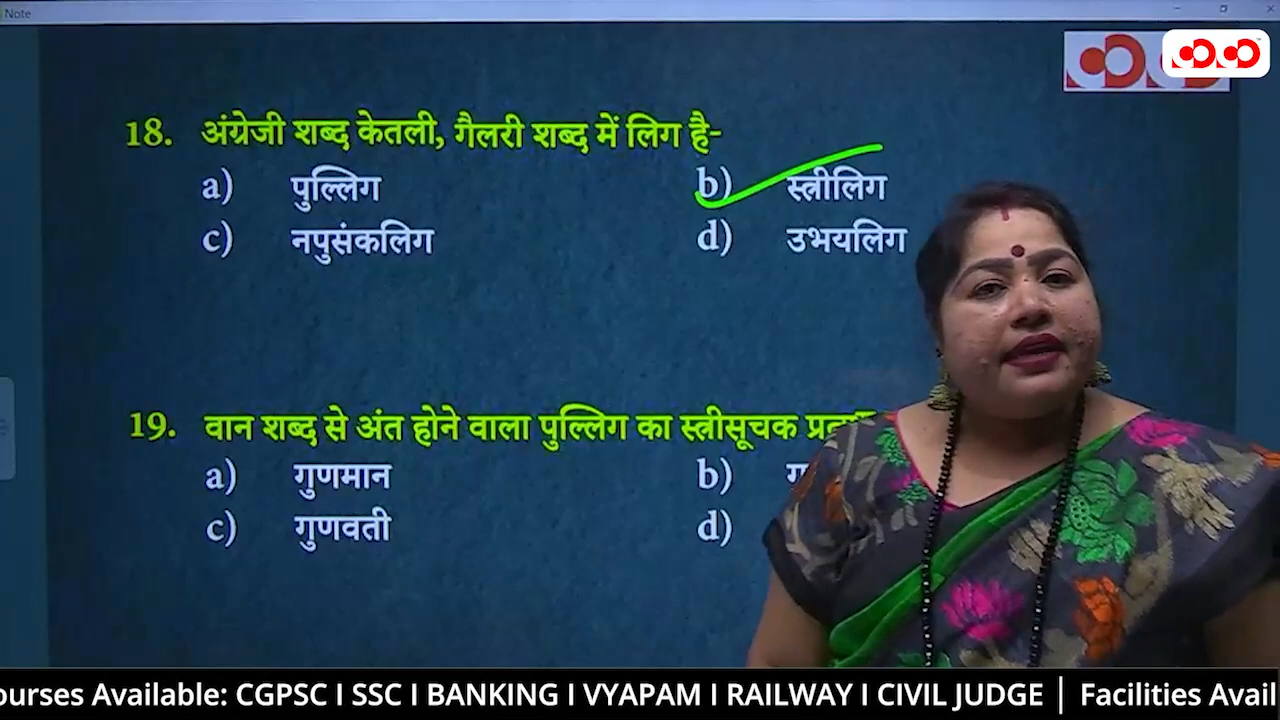 Note
18. अंग्रेजी शब्द केतली, गैलरी शब्द में लिग है-
a) पुल्लिग b) स्त्रीलिग
c) नपुसंकलिग d) उभयलिग
19. वान शब्द से अंत होने वाला पुल्लिग का स्त्रीसूचक
a) गुणमान b)
c) गुणवती d)
ourses Available: CGPSC I SSC I BANKING I VYAPAM I RAILWAY I CIVIL JUDGE | Facilities Avail